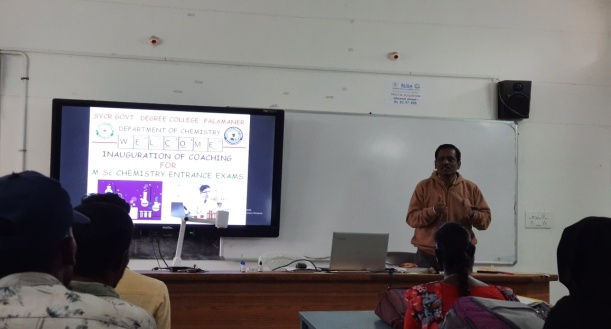 SVCR GOVT DEGREE COLLEGE PALAMANER
DEPARTMENT OF CHEMISTRY
WELCOME
INAUGURATION OF COACHING
FOR
M Sc CHEMISTRY ENTRANCE EXAMS